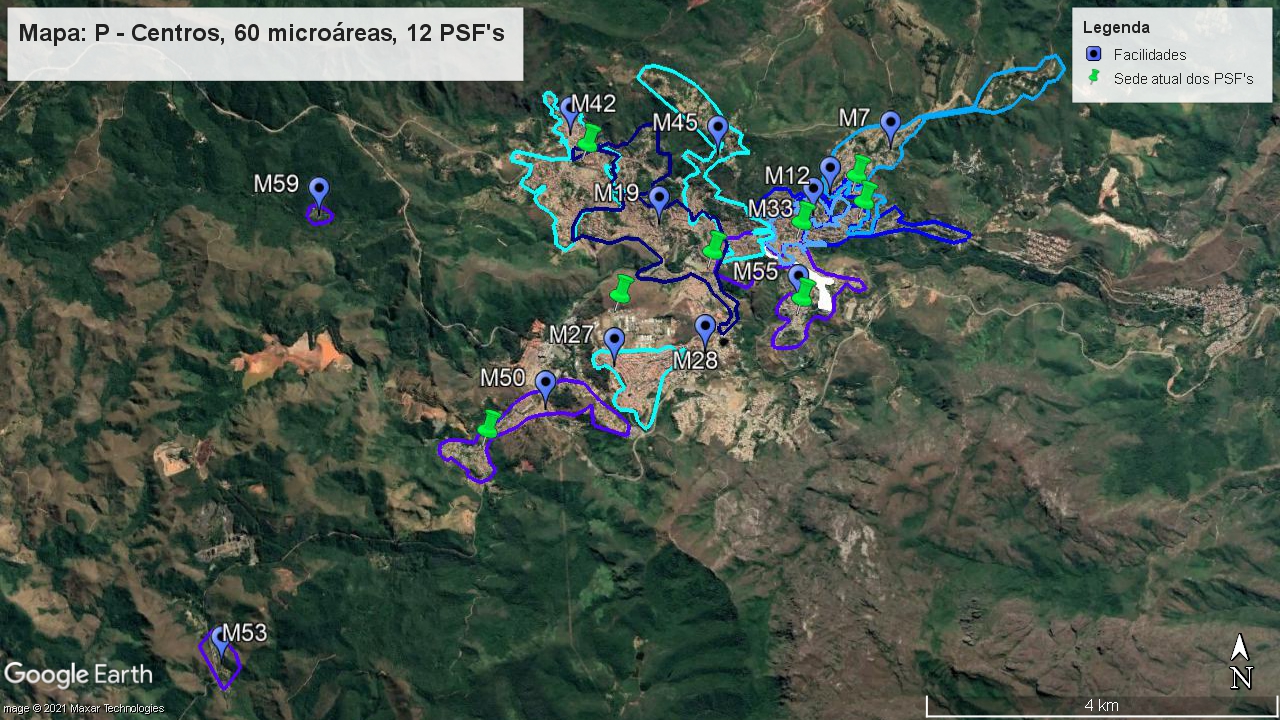 Mapa: P - Centros, 60 microáreas, 12 PSF's
Legenda
Facilidades
Sede atual dos PSF's
M42
M45
M7
M59
M12
M19
M33
M55
M27
M28
M50
M53
Google Earth
mage © 2021 Maxar Technologies
N
4 km